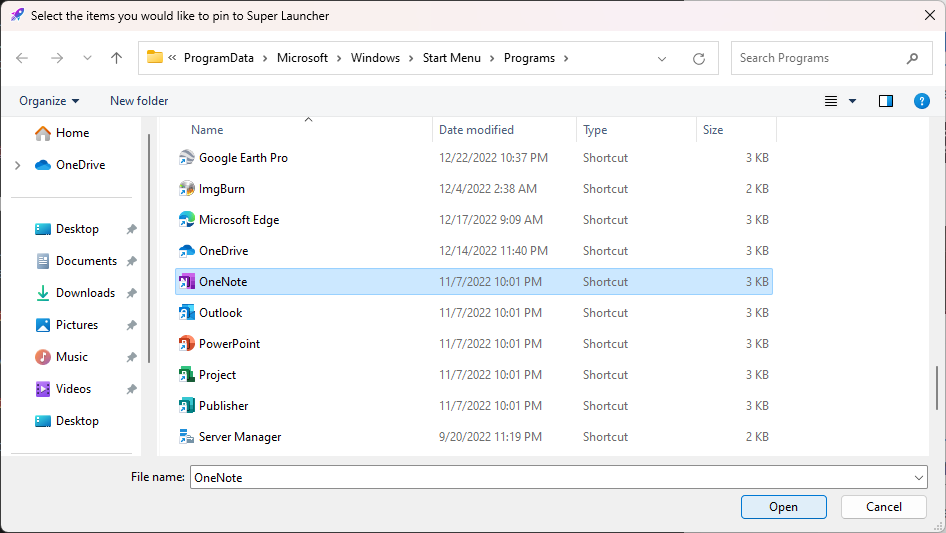 Select the items you would like to pin to Super Launcher
« ProgramData > Microsoft > Windows > Start Menu > Programs >
Search Programs
Organize
New folder
Home
OneDrive
Desktop
Documents
Downloads
Pictures
Music
Videos
Desktop
Name Date modified Type Size
Google Earth Pro 12/22/2022 10:37 PM Shortcut 3 KB
ImgBurn 12/4/2022 2:38 AM Shortcut 2 KB
Microsoft Edge 12/17/2022 9:09 AM Shortcut 3 KB
OneDrive 12/14/2022 11:40 PM Shortcut 3 KB
OneNote 11/7/2022 10:01 PM Shortcut 3 KB
Outlook 11/7/2022 10:01 PM Shortcut 3 KB
PowerPoint 11/7/2022 10:01 PM Shortcut 3 KB
Project 11/7/2022 10:01 PM Shortcut 3 KB
Publisher 11/7/2022 10:01 PM Shortcut 3 KB
Server Manager 9/20/2022 11:19 PM Shortcut 2 KB
File name: OneNote
Open Cancel